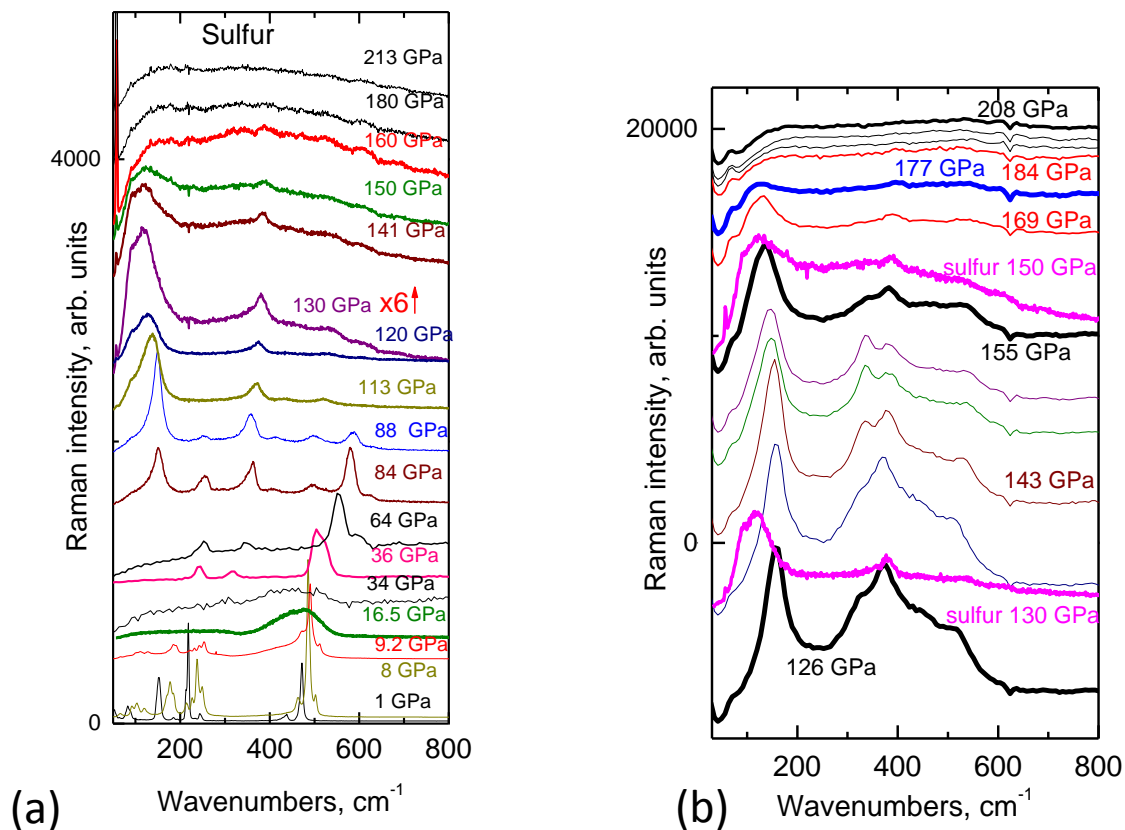 Sulfur
213 GPa
180 GPa
160 GPa
4000
150 GPa
141 GPa
130 GPa
x6
120 GPa
113 GPa
88 GPa
84 GPa
64 GPa
36 GPa
34 GPa
16.5 GPa
9.2 GPa
8 GPa
1 GPa
0
200 400 600 800
Wavenumbers, cm-1
Raman intensity, arb. units
(a)
208 GPa
20000
184 GPa
177 GPa
169 GPa
sulfur 150 GPa
155 GPa
143 GPa
0
sulfur 130 GPa
126 GPa
200 400 600 800
Wavenumbers, cm-1
Raman intensity, arb. units
(b)